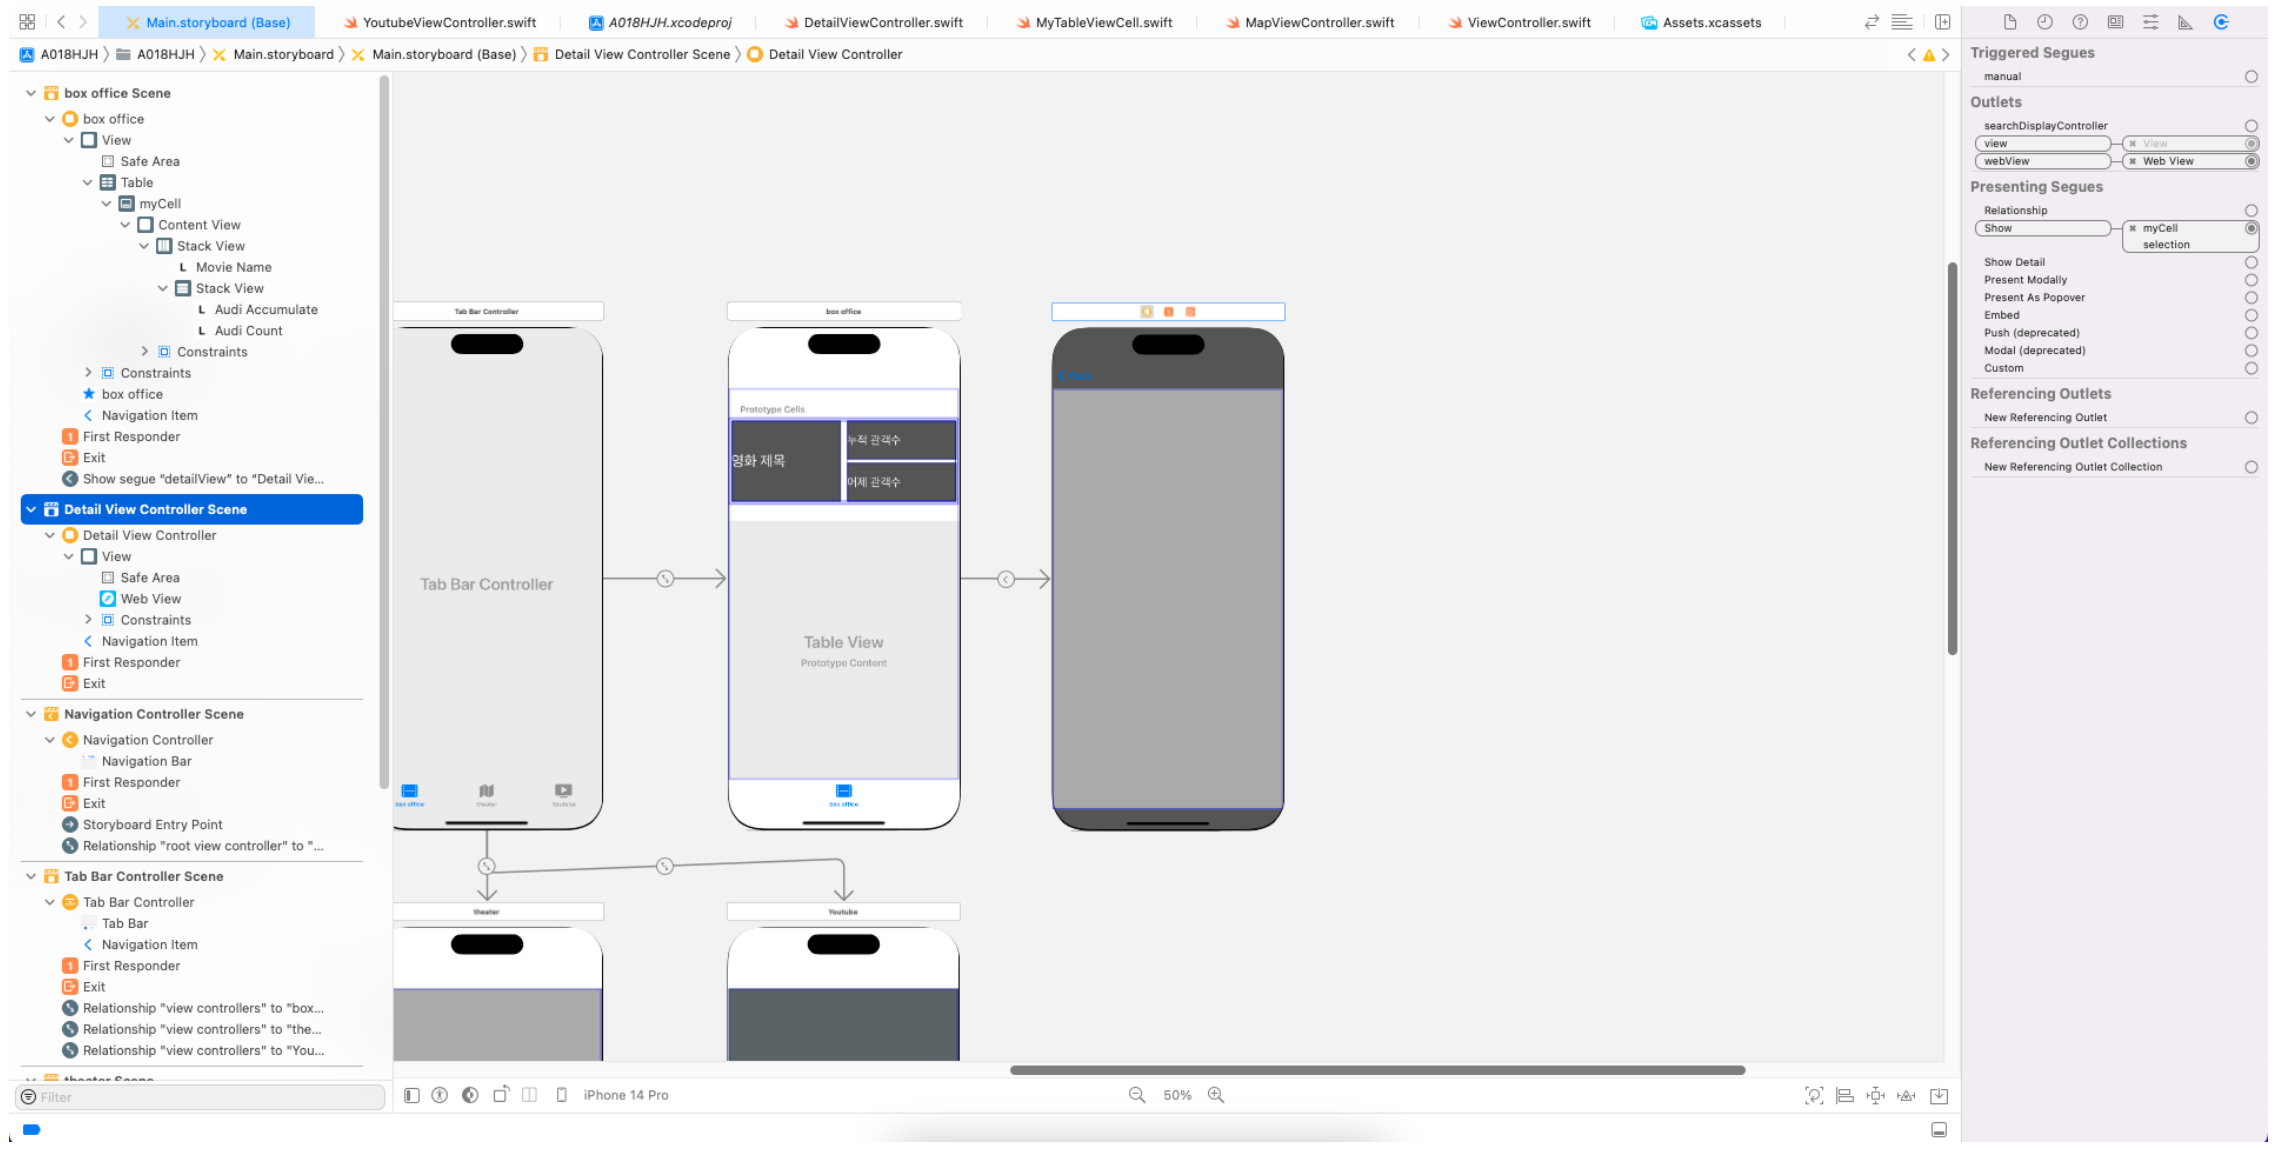 Main.storyboard (Base)
YoutubeViewController.swift
A018HJH.xcodeproj
DetailViewController.swift
MyTableViewCell.swift
MapViewController.swift
ViewController.swift
Assets.xcassets
A018HJH
A018HJH
Main.storyboard
Main.storyboard (Base)
Detail View Controller Scene
Detail View Controller
box office Scene
box office
View
Safe Area
Table
myCell
Content View
Stack View
L Movie Name
Stack View
L Audi Accumulate
L Audi Count
Constraints
Constraints
box office
Navigation Item
First Responder
Exit
Show segue "detailView" to "Detail Vie...
Detail View Controller Scene
Detail View Controller
View
Safe Area
Web View
Constraints
Navigation Item
First Responder
Exit
Navigation Controller Scene
Navigation Controller
Navigation Bar
First Responder
Exit
Storyboard Entry Point
Relationship "root view controller" to "...
Tab Bar Controller Scene
Tab Bar Controller
Tab Bar
Navigation Item
First Responder
Exit
Relationship "view controllers" to "box...
Relationship "view controllers" to "the...
Relationship "view controllers" to "You...
theater Scene
Filter
Tab Bar Controller
Tab Bar Controller
box office
theater
Youtube
box office
Prototype Cells
영화 제목
누적 관객수
어제 관객수
Table View
Prototype Content
box office
Back
theater
Youtube
iPhone 14 Pro
50%
Triggered Segues
manual
Outlets
searchDisplayController
view
View
webView
Web View
Presenting Segues
Relationship
Show
myCell
selection
Show Detail
Present Modally
Present As Popover
Embed
Push (deprecated)
Modal (deprecated)
Custom
Referencing Outlets
New Referencing Outlet
Referencing Outlet Collections
New Referencing Outlet Collection